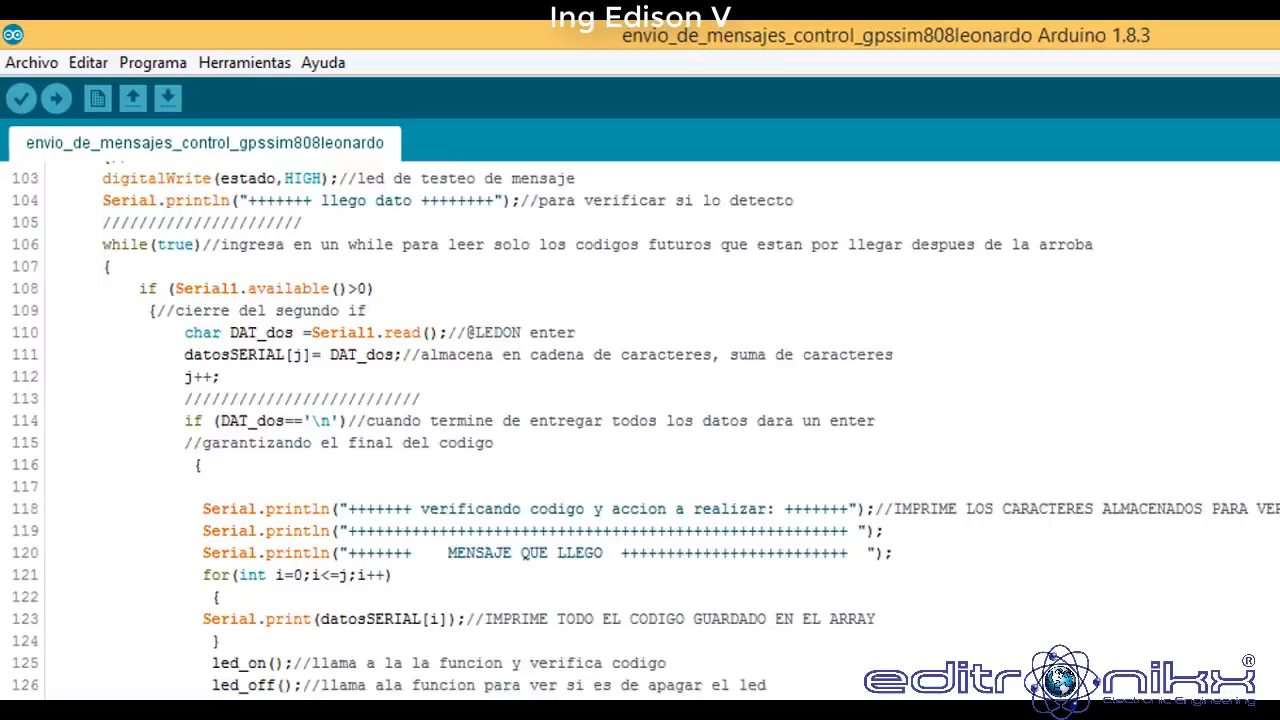 Ing Edison V
envio_de_mensajes_control_gpssim808leonardo Arduino 1.8.3
Archivo Editar Programa Herramientas Ayuda
envio_de_mensajes_control_gpssim808leonardo
103 digitalWrite(estado,HIGH);//led de testeo de mensaje
104 Serial.println("+++++++ llego dato ++++++++");//para verificar si lo detecto
105 //////////////////////
106 while(true)//ingresa en un while para leer solo los codigos futuros que estan por llegar despues de la arroba
107 {
108 if (Serial1.available()>0)
109 {//cierre del segundo if
110 char DAT_dos =Serial1.read();//@LEDON enter
111 datosSERIAL[j]= DAT_dos;//almacena en cadena de caracteres, suma de caracteres
112 j++;
113 //////////////////////////
114 if (DAT_dos=='\n')//cuando termine de entregar todos los datos dara un enter
115 //garantizando el final del codigo
116 {
117
118 Serial.println("+++++++ verificando codigo y accion a realizar: +++++++");//IMPRIME LOS CARACTERES ALMACENADOS PARA VER
119 Serial.println("+++++++++++++++++++++++++++++++++++++++++++++++++++++++ ");
120 Serial.println("+++++++    MENSAJE QUE LLEGO  +++++++++++++++++++++++++  ");
121 for(int i=0;i<=j;i++)
122 {
123 Serial.print(datosSERIAL[i]);//IMPRIME TODO EL CODIGO GUARDADO EN EL ARRAY
124 }
125 led_on();//llama a la la funcion y verifica codigo
126 led_off();//llama ala funcion para ver si es de apagar el led
editronikx®
Electronic Engineering